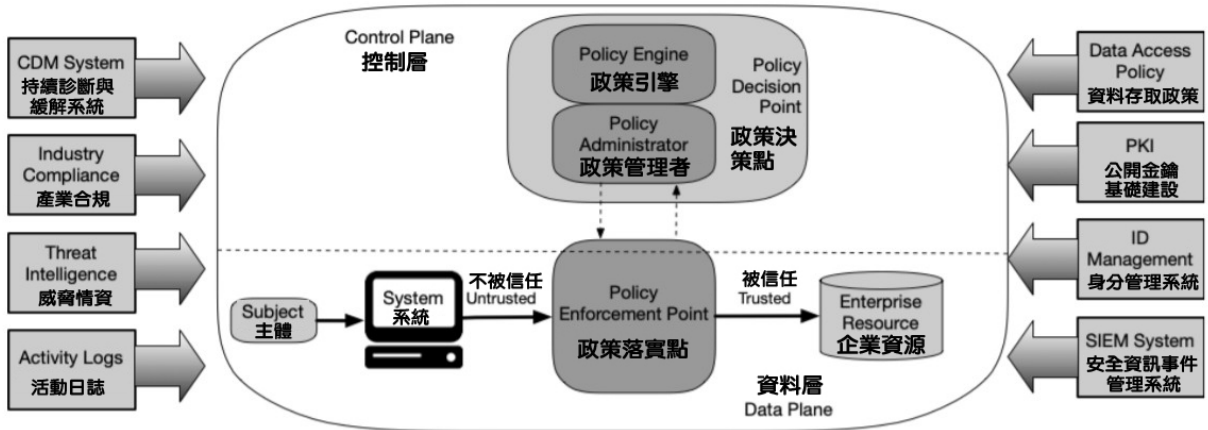 CDM System
持續診斷與
緩解系統
Industry
Compliance
產業合規
Threat
Intelligence
威脅情資
Activity Logs
活動日誌
Control Plane
控制層
Policy Engine
政策引擎
Policy
Administrator
政策管理者
Policy
Decision
Point
政策決
策點
Subject
主體
System
系統
不被信任
Untrusted
Policy
Enforcement Point
政策落實點
被信任
Trusted
Enterprise
Resource
企業資源
資料層
Data Plane
Data Access
Policy
資料存取政策
PKI
公開金鑰
基礎建設
ID
Management
身分管理系統
SIEM System
安全資訊事件
管理系統